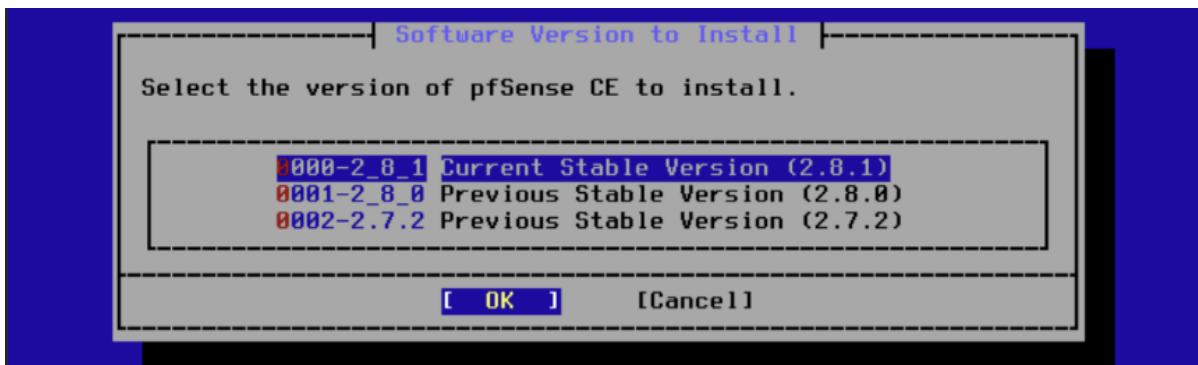 Software Version to Install
Select the version of pfSense CE to install.
0000-2_8_1 Current Stable Version (2.8.1)
0001-2_8_0 Previous Stable Version (2.8.0)
0002-2.7.2 Previous Stable Version (2.7.2)
[ OK ] [Cancel]